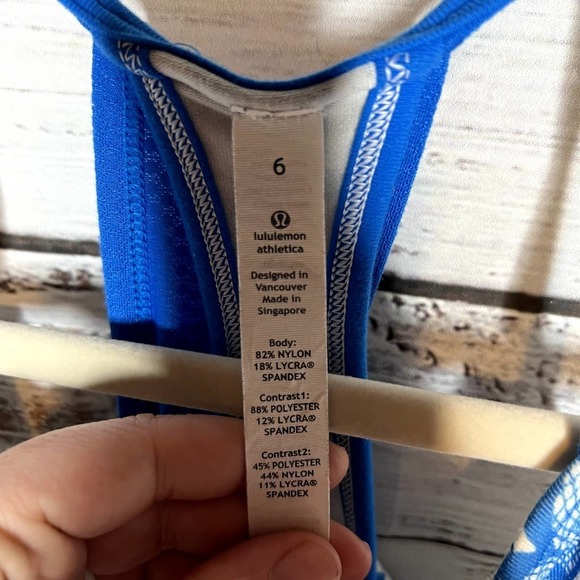 6
lululemon
athletica
Designed in
Vancouver
Made in
Singapore
Body:
82% NYLON
18% LYCRA®
SPANDEX
Contrast1:
88% POLYESTER
12% LYCRA®
SPANDEX
Contrast2:
45% POLYESTER
44% NYLON
11% LYCRA®
SPANDEX